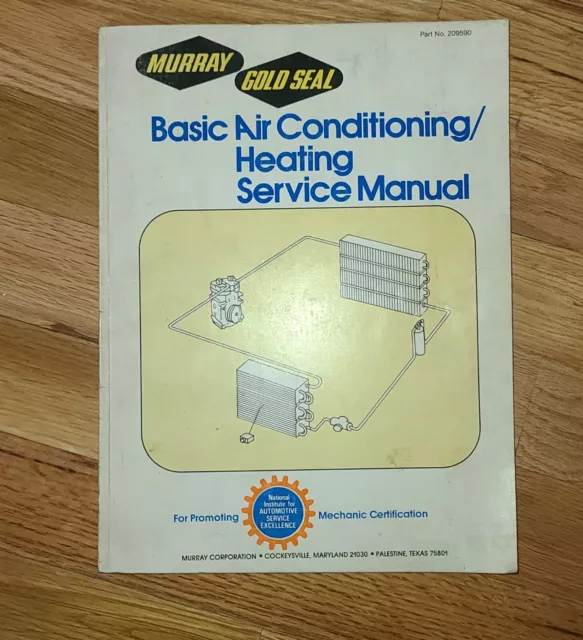 Part No. 209590
MURRAY
GOLD SEAL
Basic Air Conditioning/
Heating
Service Manual
For Promoting
National
Institute for
AUTOMOTIVE
SERVICE
EXCELLENCE
Mechanic Certification
MURRAY CORPORATION • COCKEYSVILLE, MARYLAND 21030 • PALESTINE, TEXAS 75801